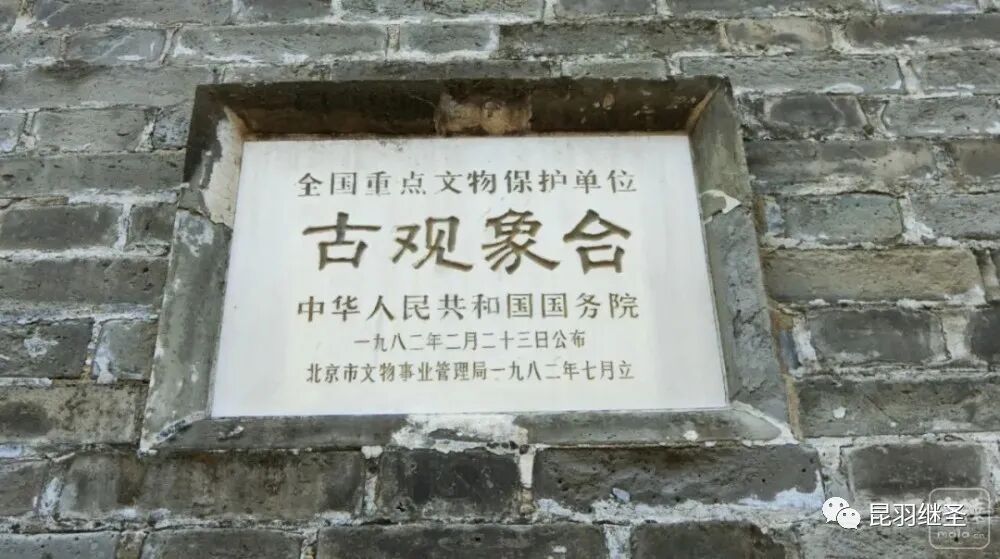 全国重点文物保护单位
古观象台
中华人民共和国国务院
一九八二年二月二十三日公布
北京市文物事业管理局一九八二年七月立
昆羽继圣